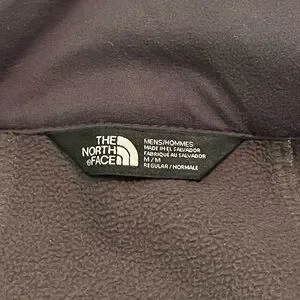 THE
NORTH
FACE
MENS/HOMMES
MADE IN EL SALVADOR
FABRIQUÉ AU SALVADOR
M / M
REGULAR / NORMALE